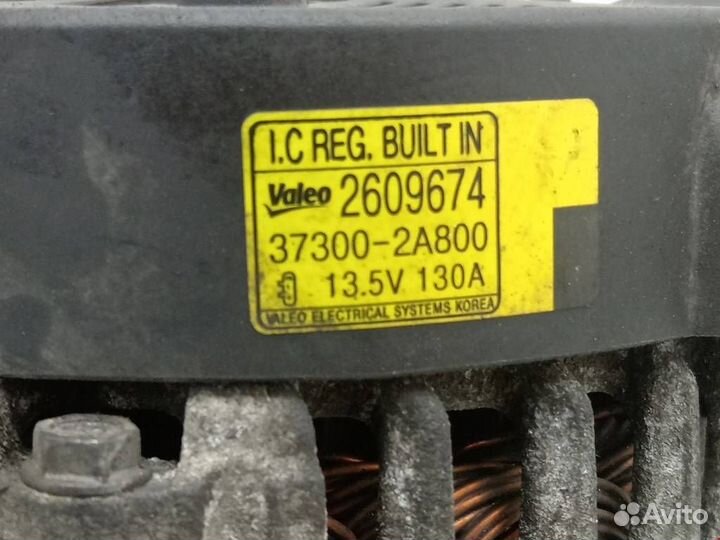 I.C REG. BUILT IN
Valeo 2609674
37300-2A800
13.5V 130A
VALEO ELECTRICAL SYSTEMS KOREA
Avito